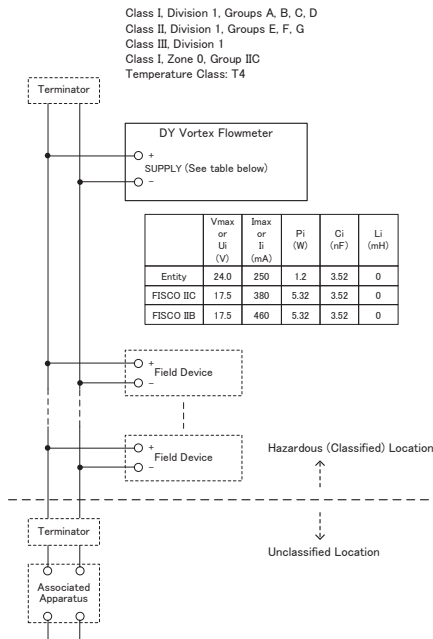 Class I, Division 1, Groups A, B, C, D
Class II, Division 1, Groups E, F, G
Class III, Division 1
Class I, Zone 0, Group IIC
Temperature Class: T4
Terminator
DY Vortex Flowmeter
+
SUPPLY (See table below)
−
Vmax or Ui (V) Imax or Ii (mA) Pi (W) Ci (nF) Li (mH)
Entity 24.0 250 1.2 3.52 0
FISCO IIC 17.5 380 5.32 3.52 0
FISCO IIB 17.5 460 5.32 3.52 0
+
Field Device
−
+
Field Device
−
Hazardous (Classified) Location
Unclassified Location
Terminator
Associated
Apparatus